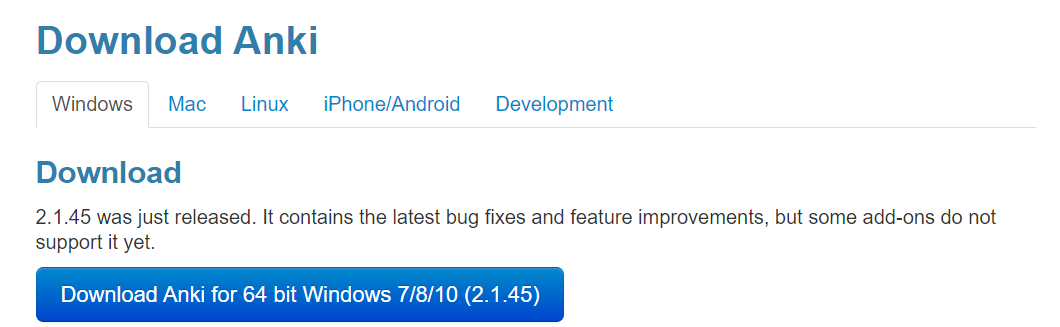 Download Anki
Windows
Mac
Linux
iPhone/Android
Development
Download
2.1.45 was just released. It contains the latest bug fixes and feature improvements, but some add-ons do not
support it yet.
Download Anki for 64 bit Windows 7/8/10 (2.1.45)